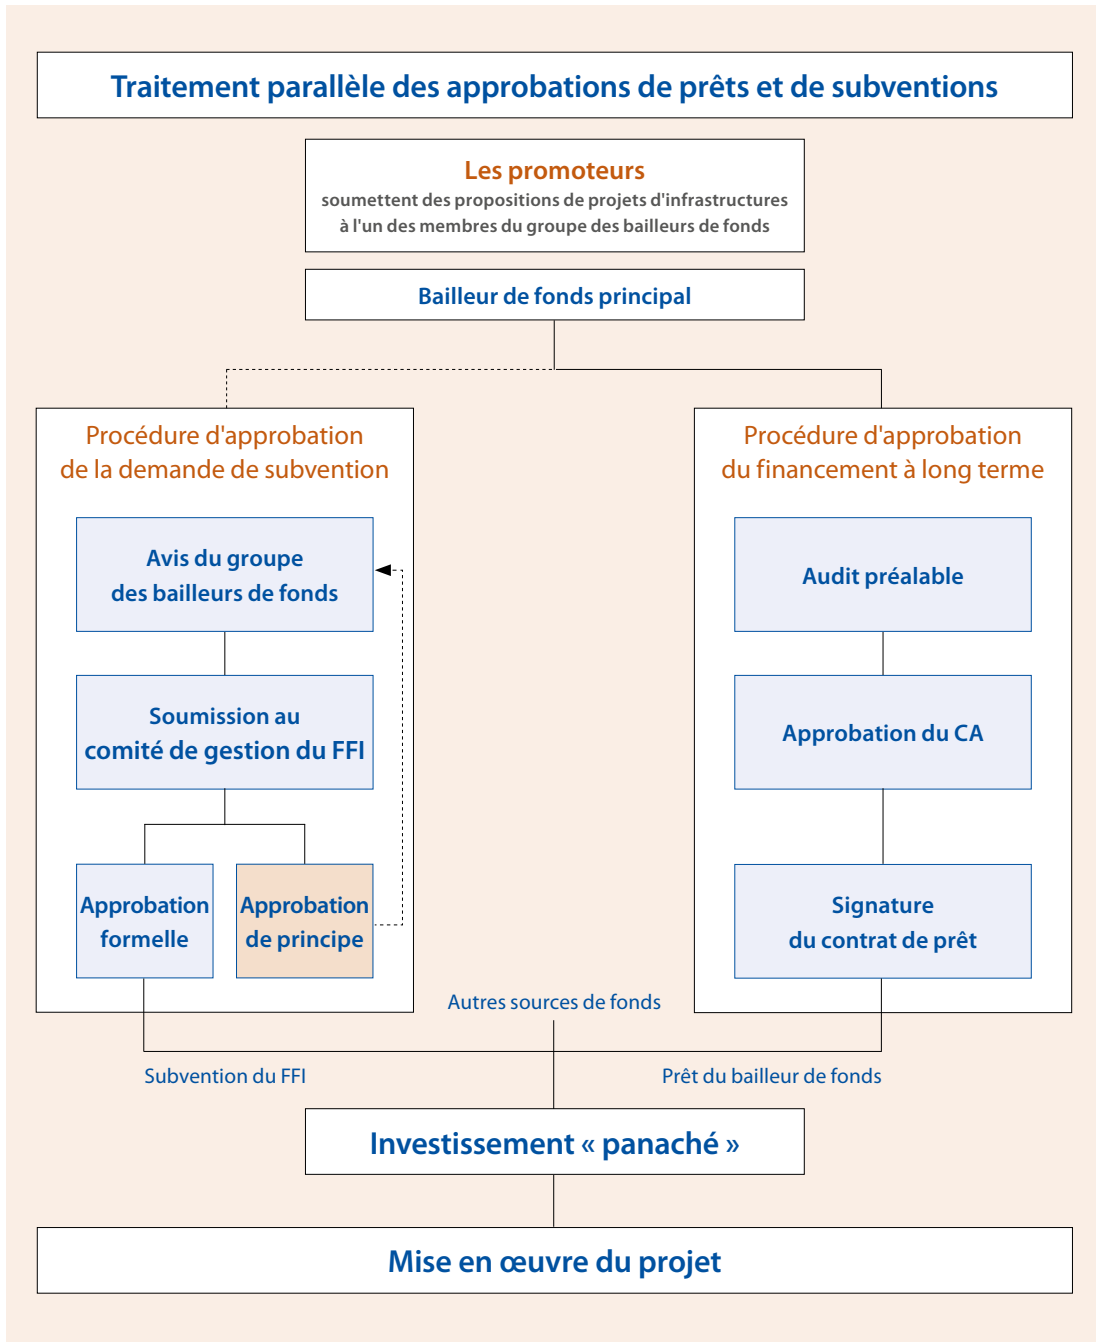 Traitement parallèle des approbations de prêts et de subventions
Les promoteurs
soumettent des propositions de projets d'infrastructures
à l'un des membres du groupe des bailleurs de fonds
Bailleur de fonds principal
Procédure d'approbation
de la demande de subvention
Avis du groupe
des bailleurs de fonds
Soumission au
comité de gestion du FFI
Approbation
formelle
Approbation
de principe
Procédure d'approbation
du financement à long terme
Audit préalable
Approbation du CA
Signature
du contrat de prêt
Autres sources de fonds
Subvention du FFI
Prêt du bailleur de fonds
Investissement « panaché »
Mise en œuvre du projet